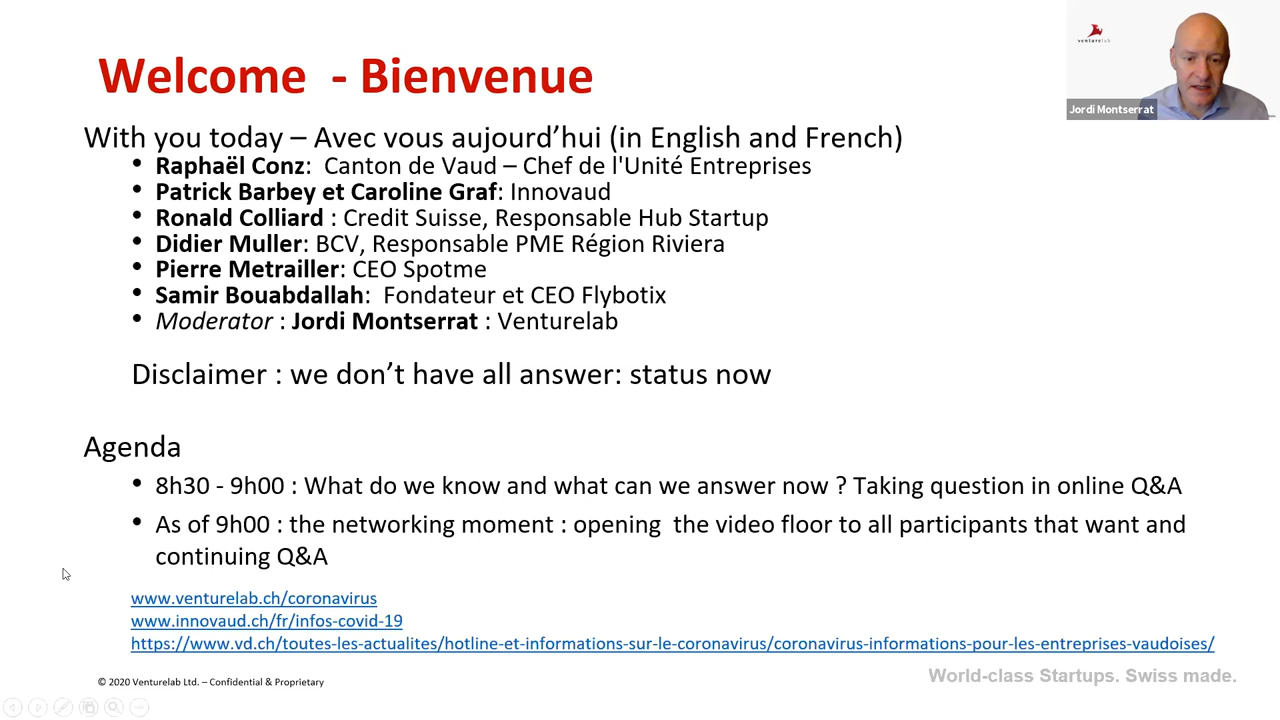 Welcome - Bienvenue
venturelab
Jordi Montserrat
With you today – Avec vous aujourd’hui (in English and French)
• Raphaël Conz: Canton de Vaud – Chef de l'Unité Entreprises
• Patrick Barbey et Caroline Graf: Innovaud
• Ronald Colliard : Credit Suisse, Responsable Hub Startup
• Didier Muller: BCV, Responsable PME Région Riviera
• Pierre Metrailler: CEO Spotme
• Samir Bouabdallah: Fondateur et CEO Flybotix
• Moderator : Jordi Montserrat : Venturelab
Disclaimer : we don’t have all answer: status now
Agenda
• 8h30 - 9h00 : What do we know and what can we answer now ? Taking question in online Q&A
• As of 9h00 : the networking moment : opening the video floor to all participants that want and
continuing Q&A
www.venturelab.ch/coronavirus
www.innovaud.ch/fr/infos-covid-19
https://www.vd.ch/toutes-les-actualites/hotline-et-informations-sur-le-coronavirus/coronavirus-informations-pour-les-entreprises-vaudoises/
World-class Startups. Swiss made.
© 2020 Venturelab Ltd. – Confidential & Proprietary